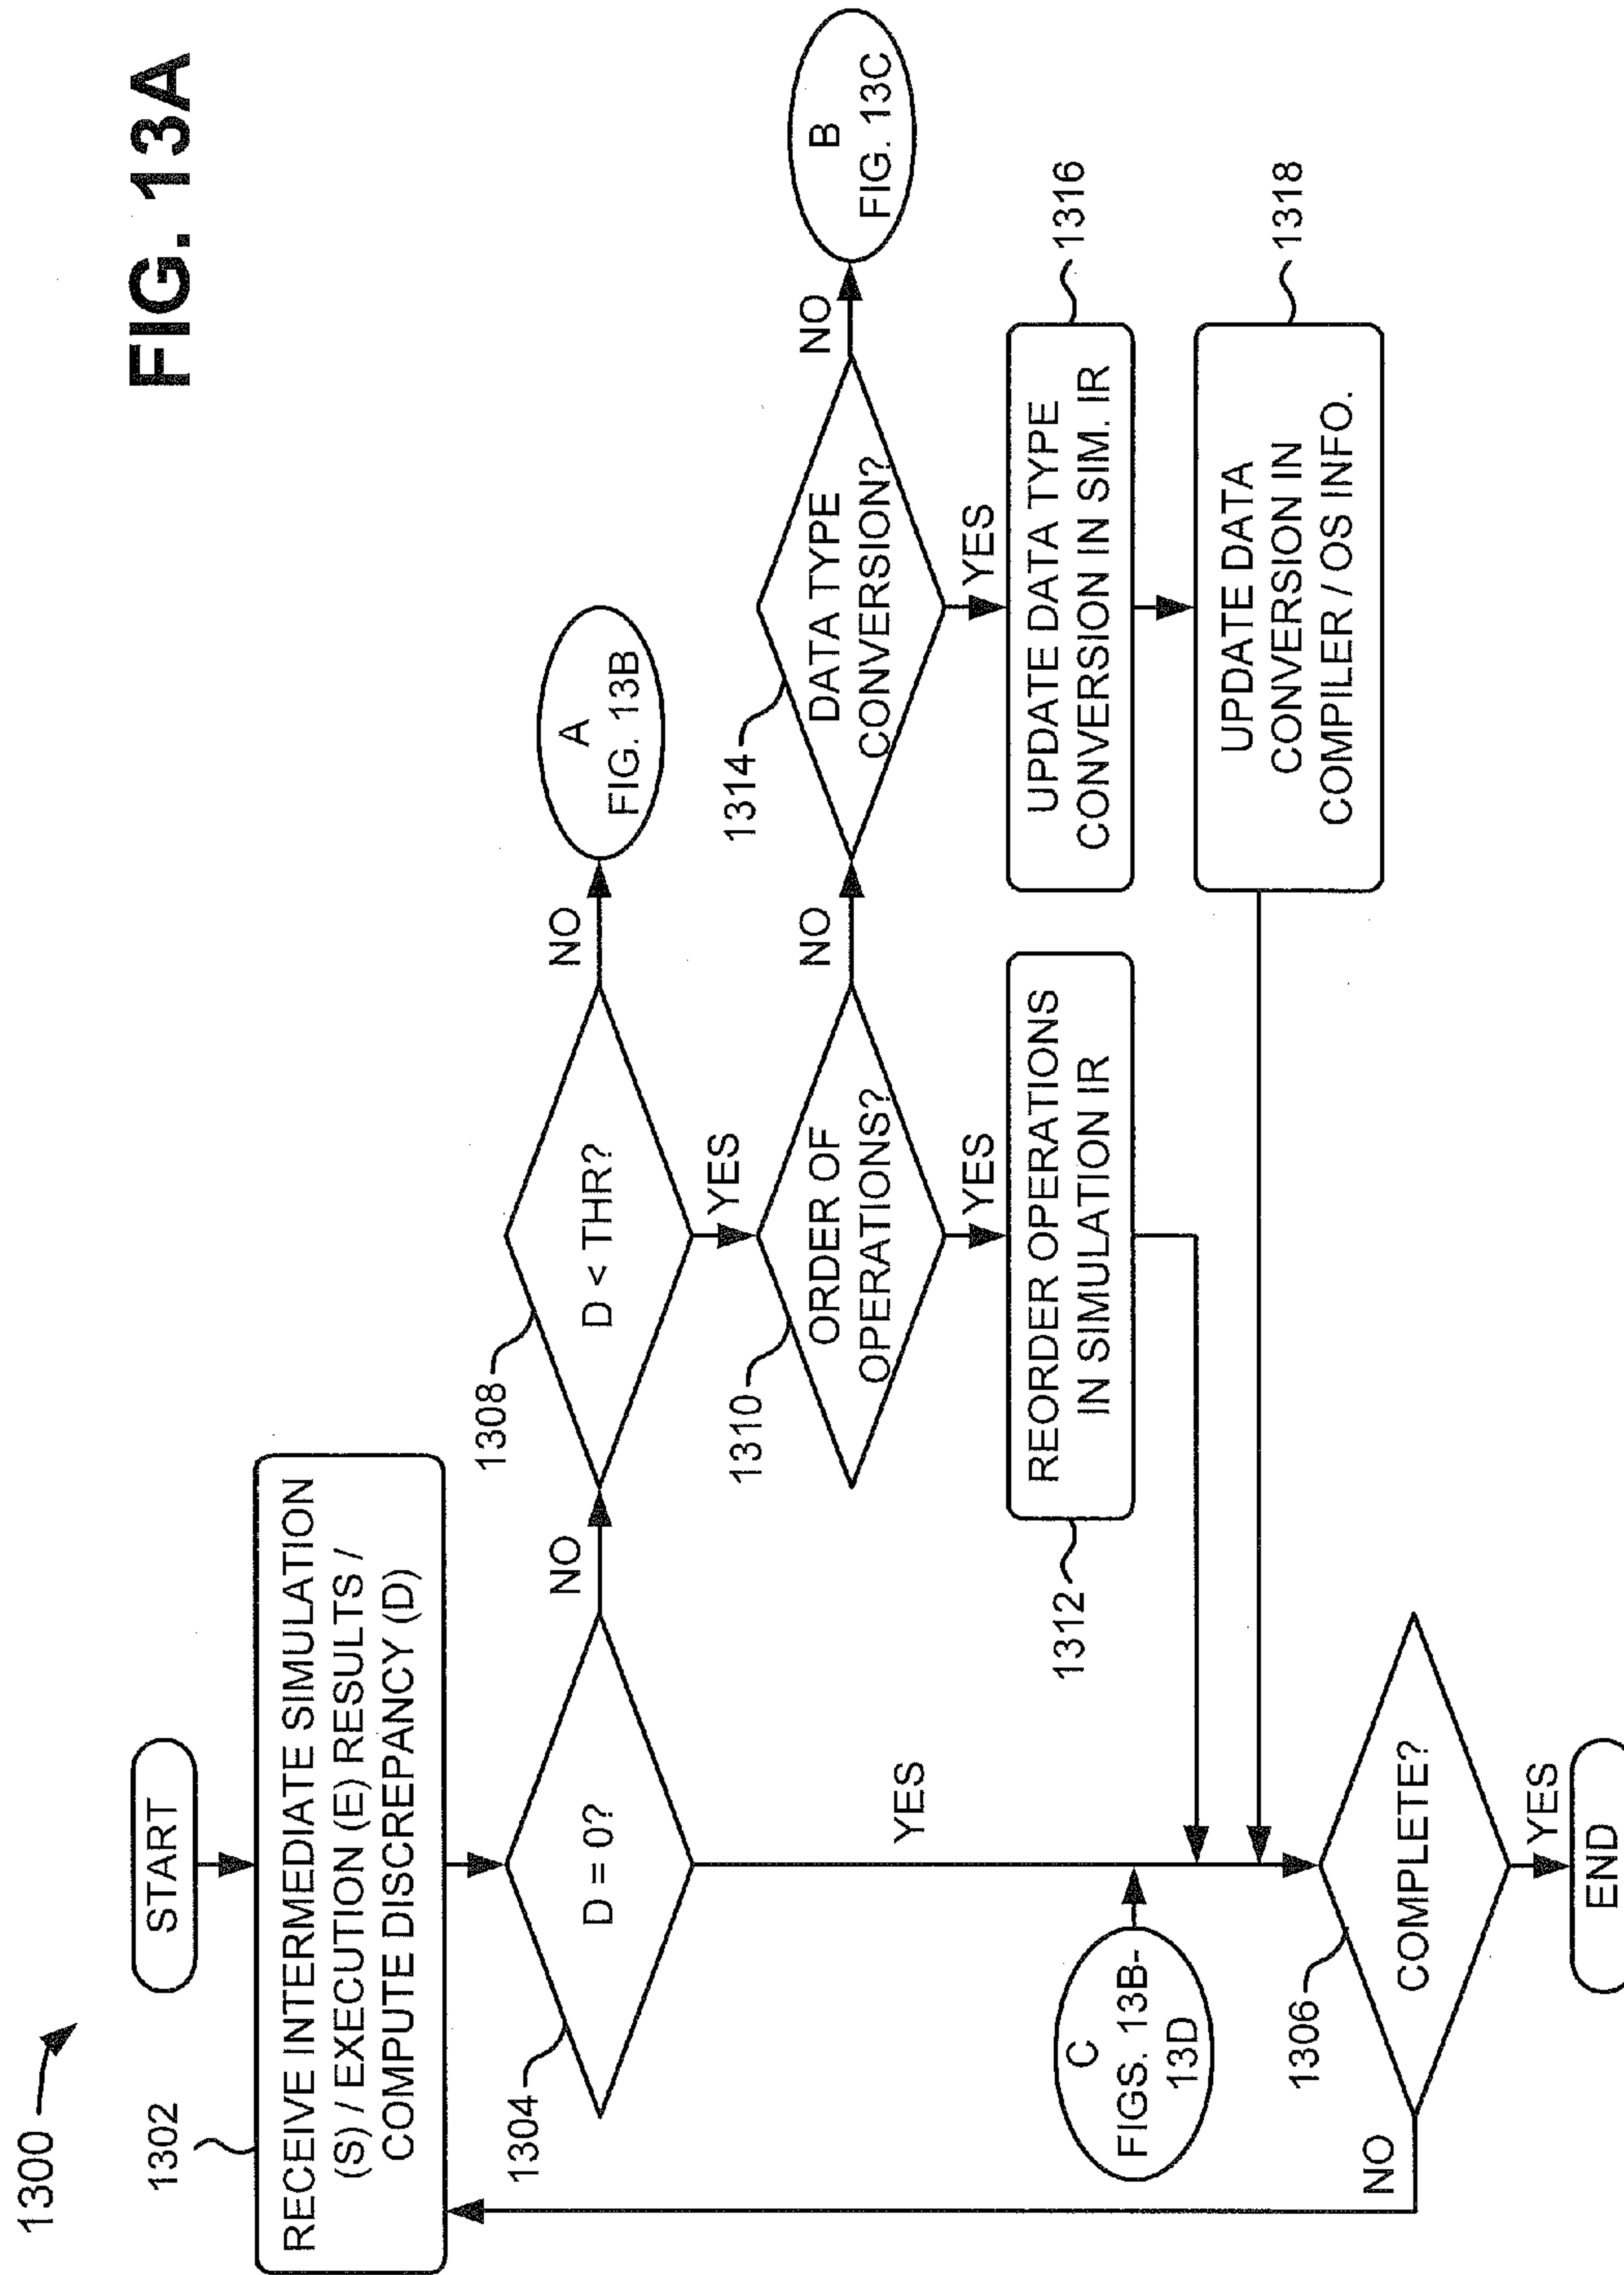 FIG. 13A
1300
START
1302
RECEIVE INTERMEDIATE SIMULATION
(S) / EXECUTION (E) RESULTS /
COMPUTE DISCREPANCY (D)
1304
D = 0?
NO
1308
D < THR?
NO
A
FIG. 13B
YES
1310
ORDER OF
OPERATIONS?
NO
1314
DATA TYPE
CONVERSION?
NO
B
FIG. 13C
YES
YES
YES
1312
REORDER OPERATIONS
IN SIMULATION IR
UPDATE DATA TYPE
CONVERSION IN SIM. IR
1316
UPDATE DATA
CONVERSION IN
COMPILER / OS INFO.
1318
C
FIGS. 13B-
13D
1306
COMPLETE?
NO
YES
END